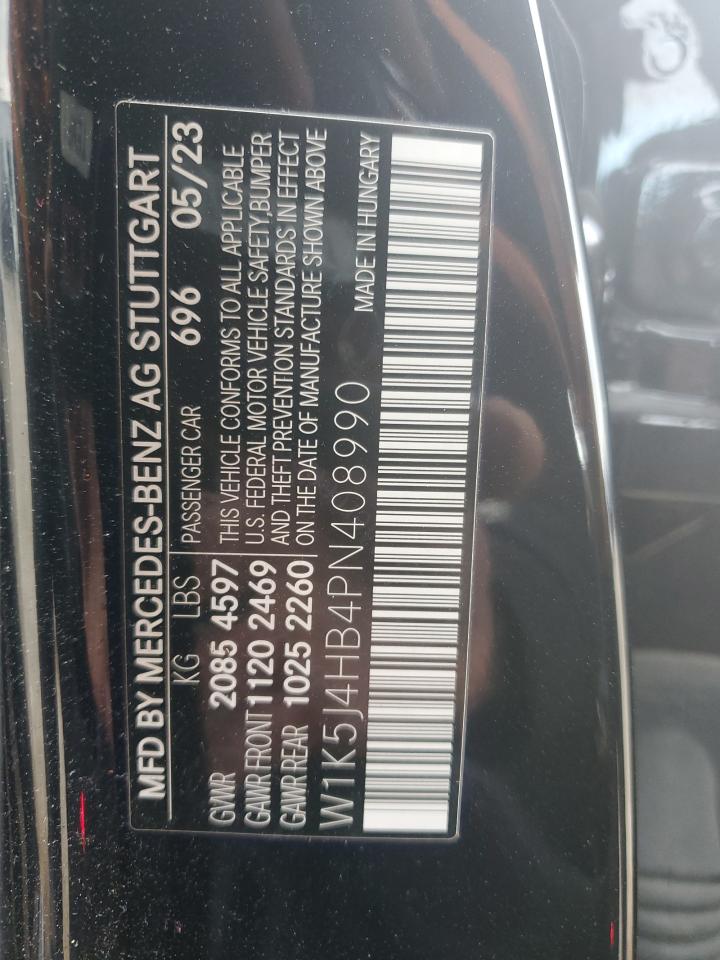 MFD BY MERCEDES-BENZ AG STUTTGART
KG LBS PASSENGER CAR 696 05/23
GVWR 2085 4597 THIS VEHICLE CONFORMS TO ALL APPLICABLE
GAWR FRONT 1120 2469 U.S. FEDERAL MOTOR VEHICLE SAFETY,BUMPER
GAWR REAR 1025 2260 AND THEFT PREVENTION STANDARDS IN EFFECT
ON THE DATE OF MANUFACTURE SHOWN ABOVE
W1K5J4HB4PN408990 MADE IN HUNGARY